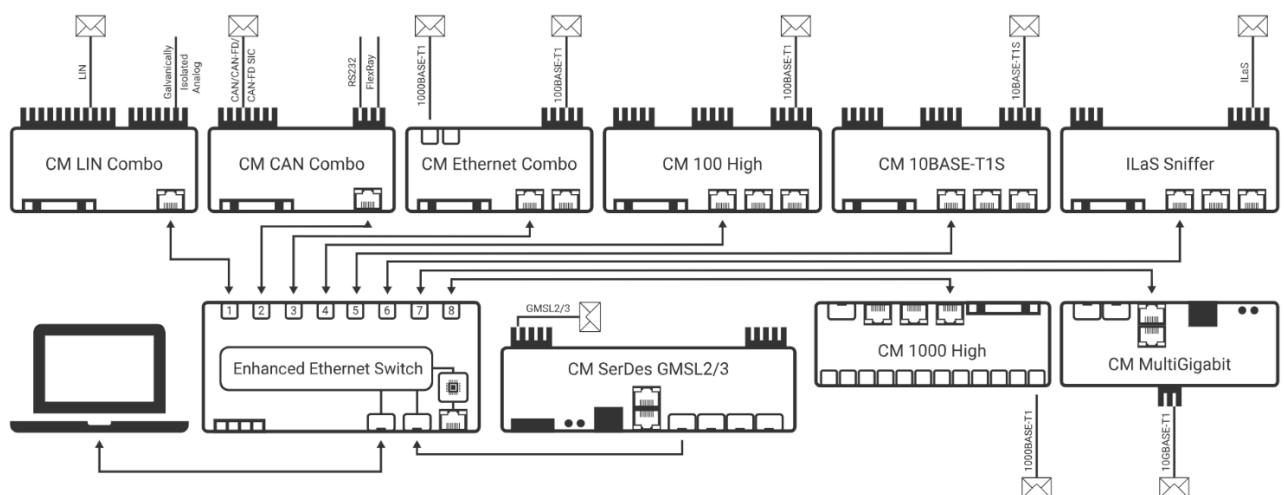 LIN
Galvanically
Isolated
Analog
CAN/CAN-FD/
CAN-FD SIC
RS232
FlexRay
1000BASE-T1
100BASE-T1
100BASE-T1
10BASE-T1S
ILaS
CM LIN Combo
CM CAN Combo
CM Ethernet Combo
CM 100 High
CM 10BASE-T1S
ILaS Sniffer
1
2
3
4
5
6
7
8
GMSL2/3
Enhanced Ethernet Switch
CM SerDes GMSL2/3
CM 1000 High
CM MultiGigabit
1000BASE-T1
10GBASE-T1